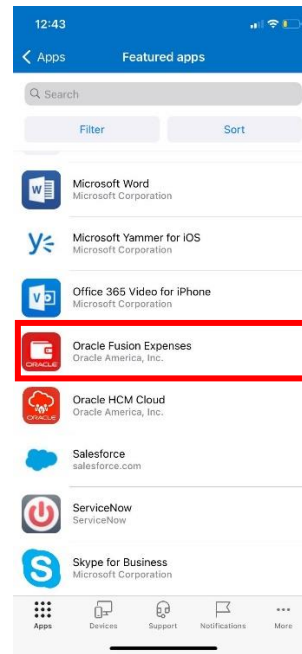 12:43
Apps
Featured apps
Search
Filter
Sort
Microsoft Word
Microsoft Corporation
Microsoft Yammer for iOS
Microsoft Corporation
Office 365 Video for iPhone
Microsoft Corporation
ORACLE
Oracle Fusion Expenses
Oracle America, Inc.
ORACLE
Oracle HCM Cloud
Oracle America, Inc.
Salesforce
salesforce.com
ServiceNow
ServiceNow
Skype for Business
Microsoft Corporation
Apps
Devices
Support
Notifications
More